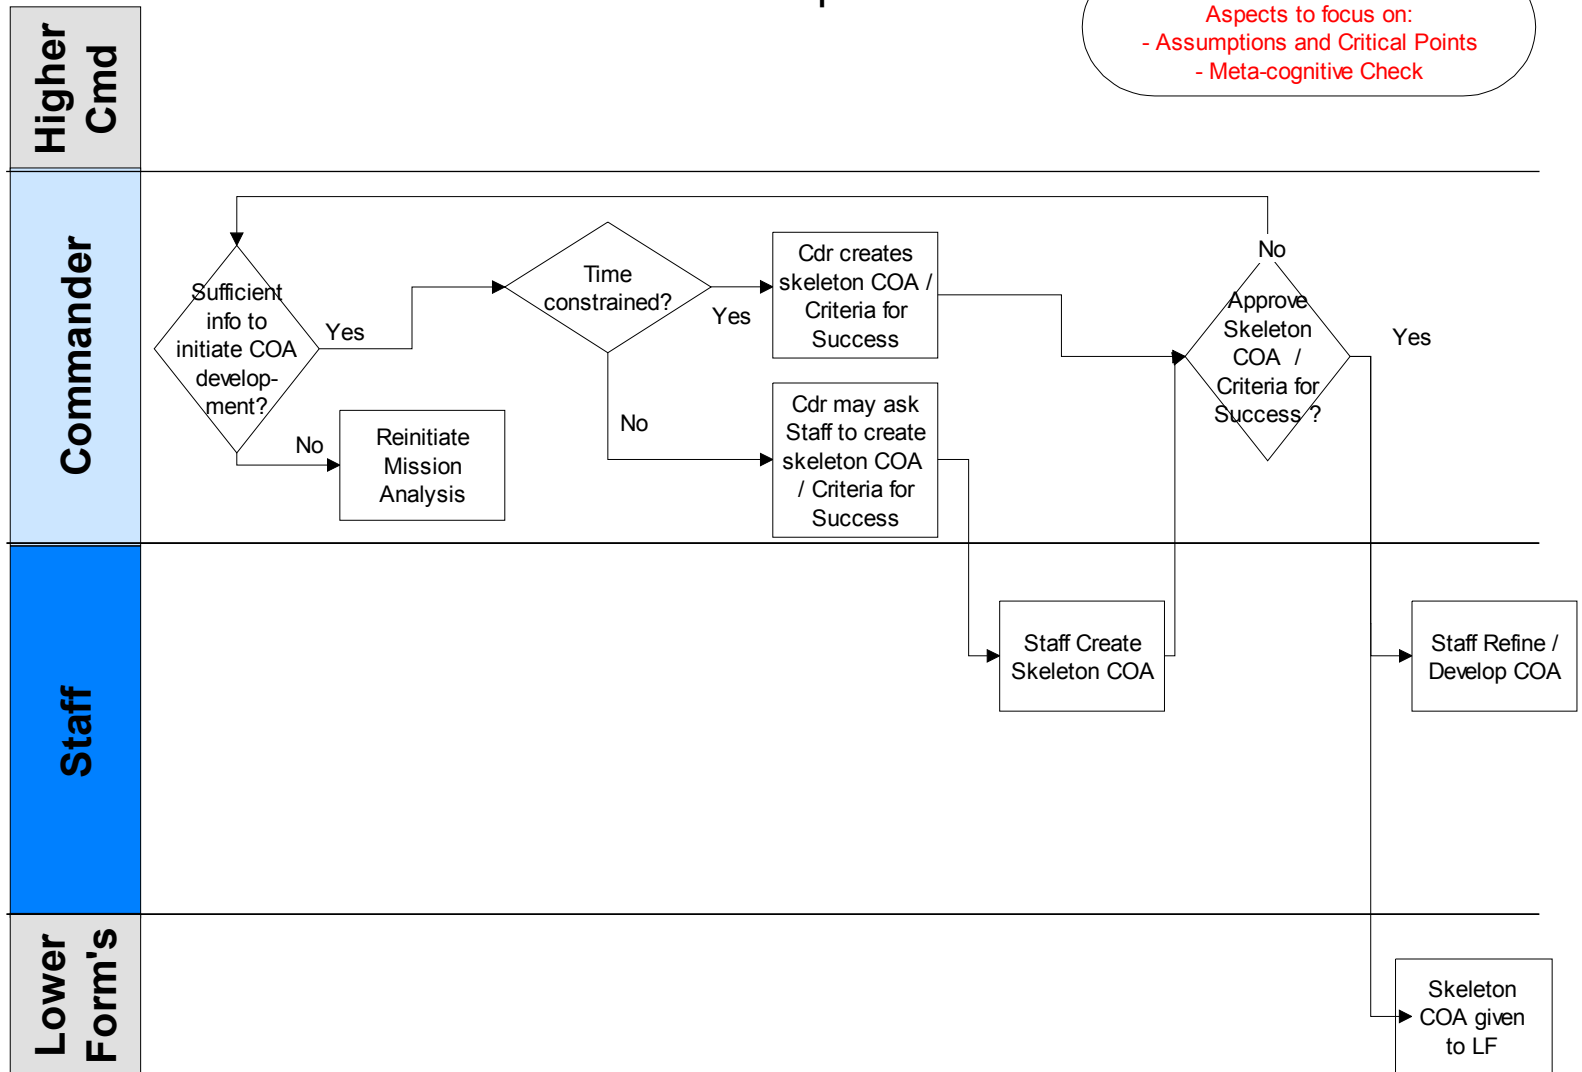 Aspects to focus on:
- Assumptions and Critical Points
- Meta-cognitive Check
Higher
Cmd
Commander
Sufficient
info to
initiate COA
develop-
ment?
Yes
No
Reinitiate
Mission
Analysis
Time
constrained?
Yes
No
Cdr creates
skeleton COA /
Criteria for
Success
Cdr may ask
Staff to create
skeleton COA
/ Criteria for
Success
No
Approve
Skeleton
COA /
Criteria for
Success ?
Yes
Staff
Staff Create
Skeleton COA
Staff Refine /
Develop COA
Lower
Form's
Skeleton
COA given
to LF